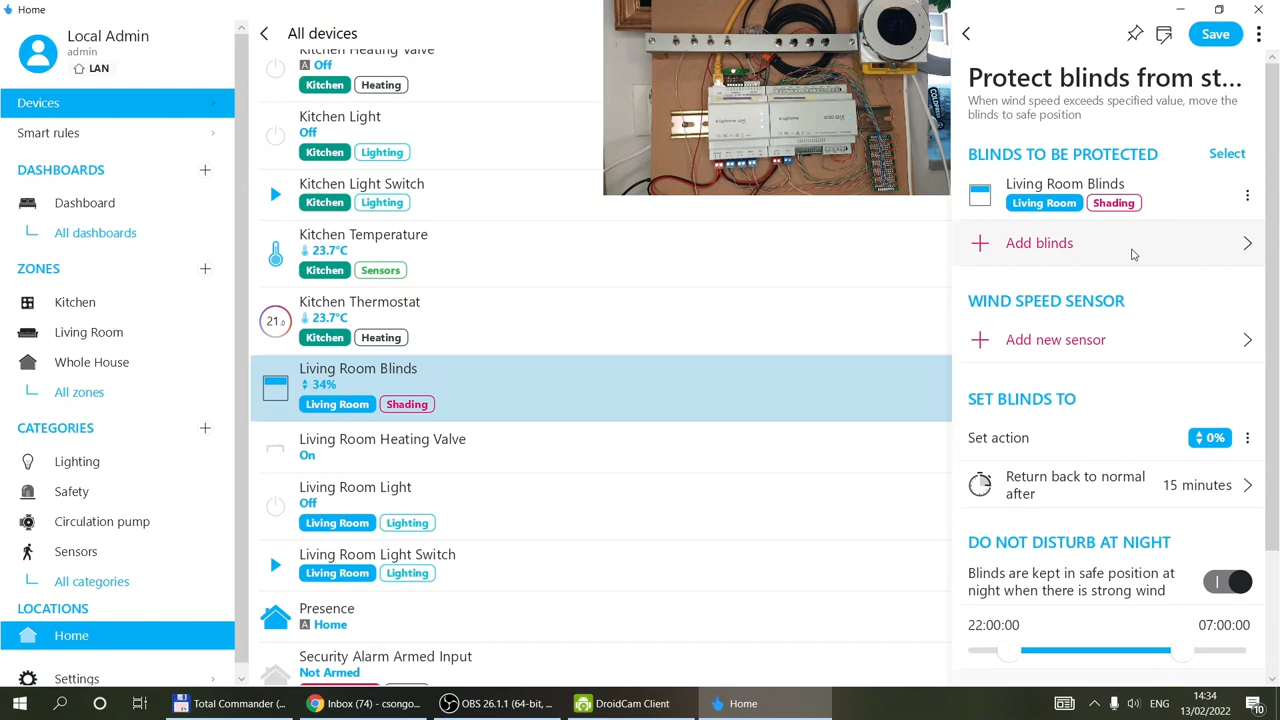 Home
Local Admin
admin
LAN
Devices
Smart rules
DASHBOARDS
Dashboard
All dashboards
ZONES
Kitchen
Living Room
Whole House
All zones
CATEGORIES
Lighting
Safety
Circulation pump
Sensors
All categories
LOCATIONS
Home
Settings
All devices
Kitchen Heating Valve
A Off
Kitchen Heating
Kitchen Light
Off
Kitchen Lighting
Kitchen Light Switch
Kitchen Lighting
Kitchen Temperature
23.7°C
Kitchen Sensors
21.0
Kitchen Thermostat
23.7°C
Kitchen Heating
Living Room Blinds
34%
Living Room Shading
Living Room Heating Valve
On
Living Room Light
Off
Living Room Lighting
Living Room Light Switch
Living Room Lighting
Presence
A Home
Security Alarm Armed Input
Not Armed
Save
Protect blinds from st...
When wind speed exceeds specified value, move the
blinds to safe position
BLINDS TO BE PROTECTED Select
Living Room Blinds
Living Room Shading
Add blinds
WIND SPEED SENSOR
Add new sensor
SET BLINDS TO
Set action 0%
Return back to normal
after 15 minutes
DO NOT DISTURB AT NIGHT
Blinds are kept in safe position at
night when there is strong wind
22:00:00 07:00:00
Total Commander (...
Inbox (74) - csongo...
OBS 26.1.1 (64-bit, ...
DroidCam Client
Home
ENG
14:34
13/02/2022
10